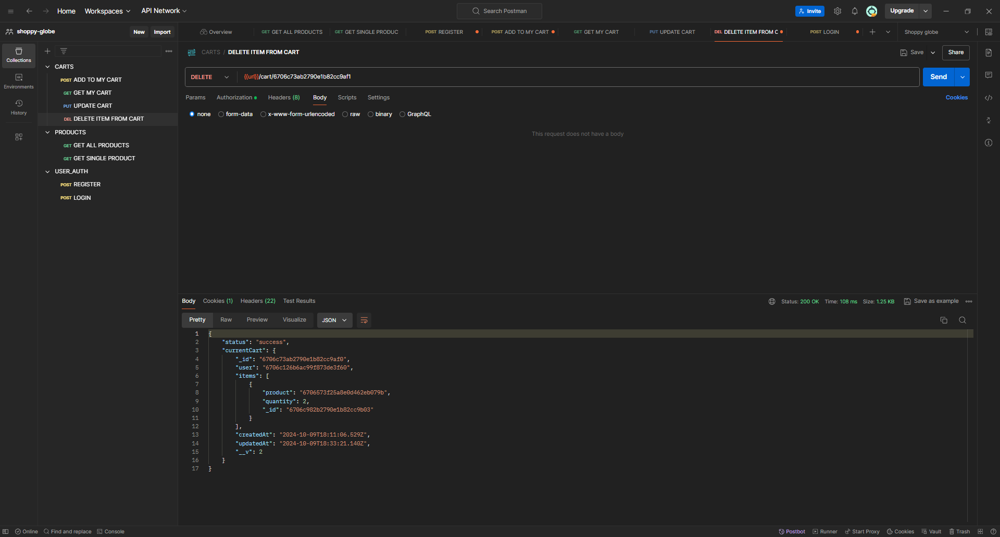 Home Workspaces API Network Search Postman Invite Upgrade
shoppy-globe New Import Overview GET GET ALL PRODUCTS GET GET SINGLE PRODUC POST REGISTER POST ADD TO MY CART GET GET MY CART PUT UPDATE CART DEL DELETE ITEM FROM C POST LOGIN Shoppy globe
Collections
Environments
History
CARTS
POST ADD TO MY CART
GET GET MY CART
PUT UPDATE CART
DEL DELETE ITEM FROM CART
PRODUCTS
GET GET ALL PRODUCTS
GET GET SINGLE PRODUCT
USER_AUTH
POST REGISTER
POST LOGIN
HTTP CARTS / DELETE ITEM FROM CART Save Share
DELETE {{url}}/cart/6706c73ab2790e1b82cc9af1 Send
Params Authorization Headers (8) Body Scripts Settings Cookies
none form-data x-www-form-urlencoded raw binary GraphQL
This request does not have a body
Body Cookies (1) Headers (22) Test Results Status: 200 OK Time: 108 ms Size: 1.25 KB Save as example
Pretty Raw Preview Visualize JSON
1 {
2 "status": "success",
3 "currentCart": {
4 "_id": "6706c73ab2790e1b82cc9af0",
5 "user": "6706c126b6ac99f873de3f60",
6 "items": [
7 {
8 "product": "6706573f25a8e0d462eb079b",
9 "quantity": 2,
10 "_id": "6706c982b2790e1b82cc9b03"
11 }
12 ],
13 "createdAt": "2024-10-09T18:11:06.529Z",
14 "updatedAt": "2024-10-09T18:33:21.140Z",
15 "__v": 2
16 }
17 }
Online Find and replace Console Postbot Runner Start Proxy Cookies Vault Trash